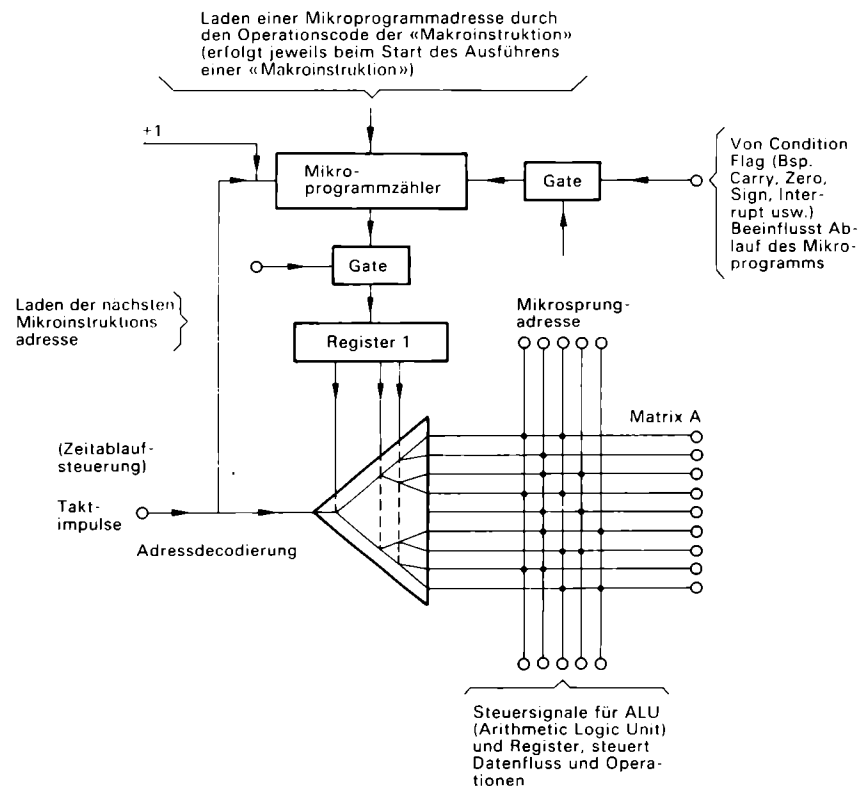 Laden einer Mikroprogrammadresse durch
den Operationscode der «Makroinstruktion»
(erfolgt jeweils beim Start des Ausführens
einer «Makroinstruktion»)
+1
Mikro-
programmzähler
Gate
Von Condition
Flag (Bsp.
Carry, Zero,
Sign, Inter-
rupt usw.)
Beeinflusst Ab-
lauf des Mikro-
programms
Gate
Laden der nächsten
Mikroinstruktions
adresse
Register 1
Mikrosprung-
adresse
Matrix A
(Zeitablauf-
steuerung)
Takt-
impulse
Adressdecodierung
Steuersignale für ALU
(Arithmetic Logic Unit)
und Register, steuert
Datenfluss und Opera-
tionen